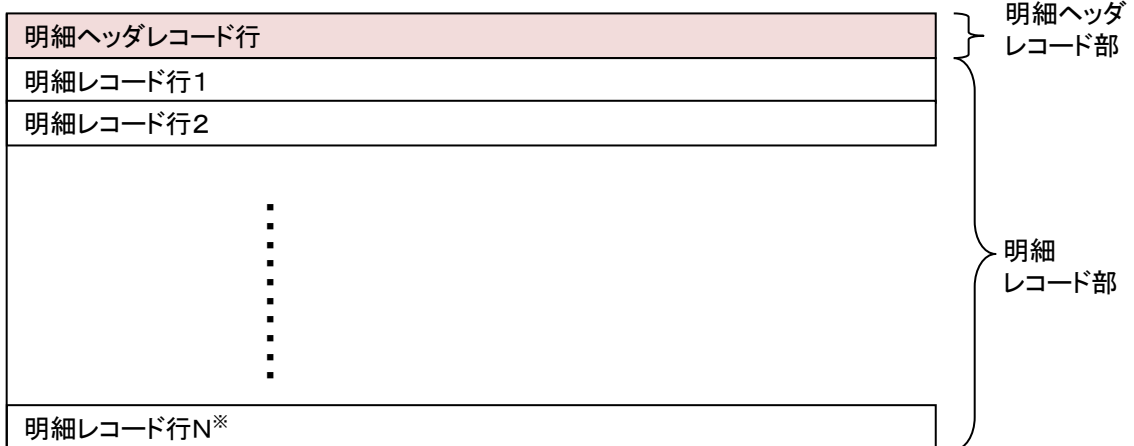 明細ヘッダ
レコード部
明細ヘッダレコード行
明細レコード行1
明細レコード行2
明細
レコード部
明細レコード行N※